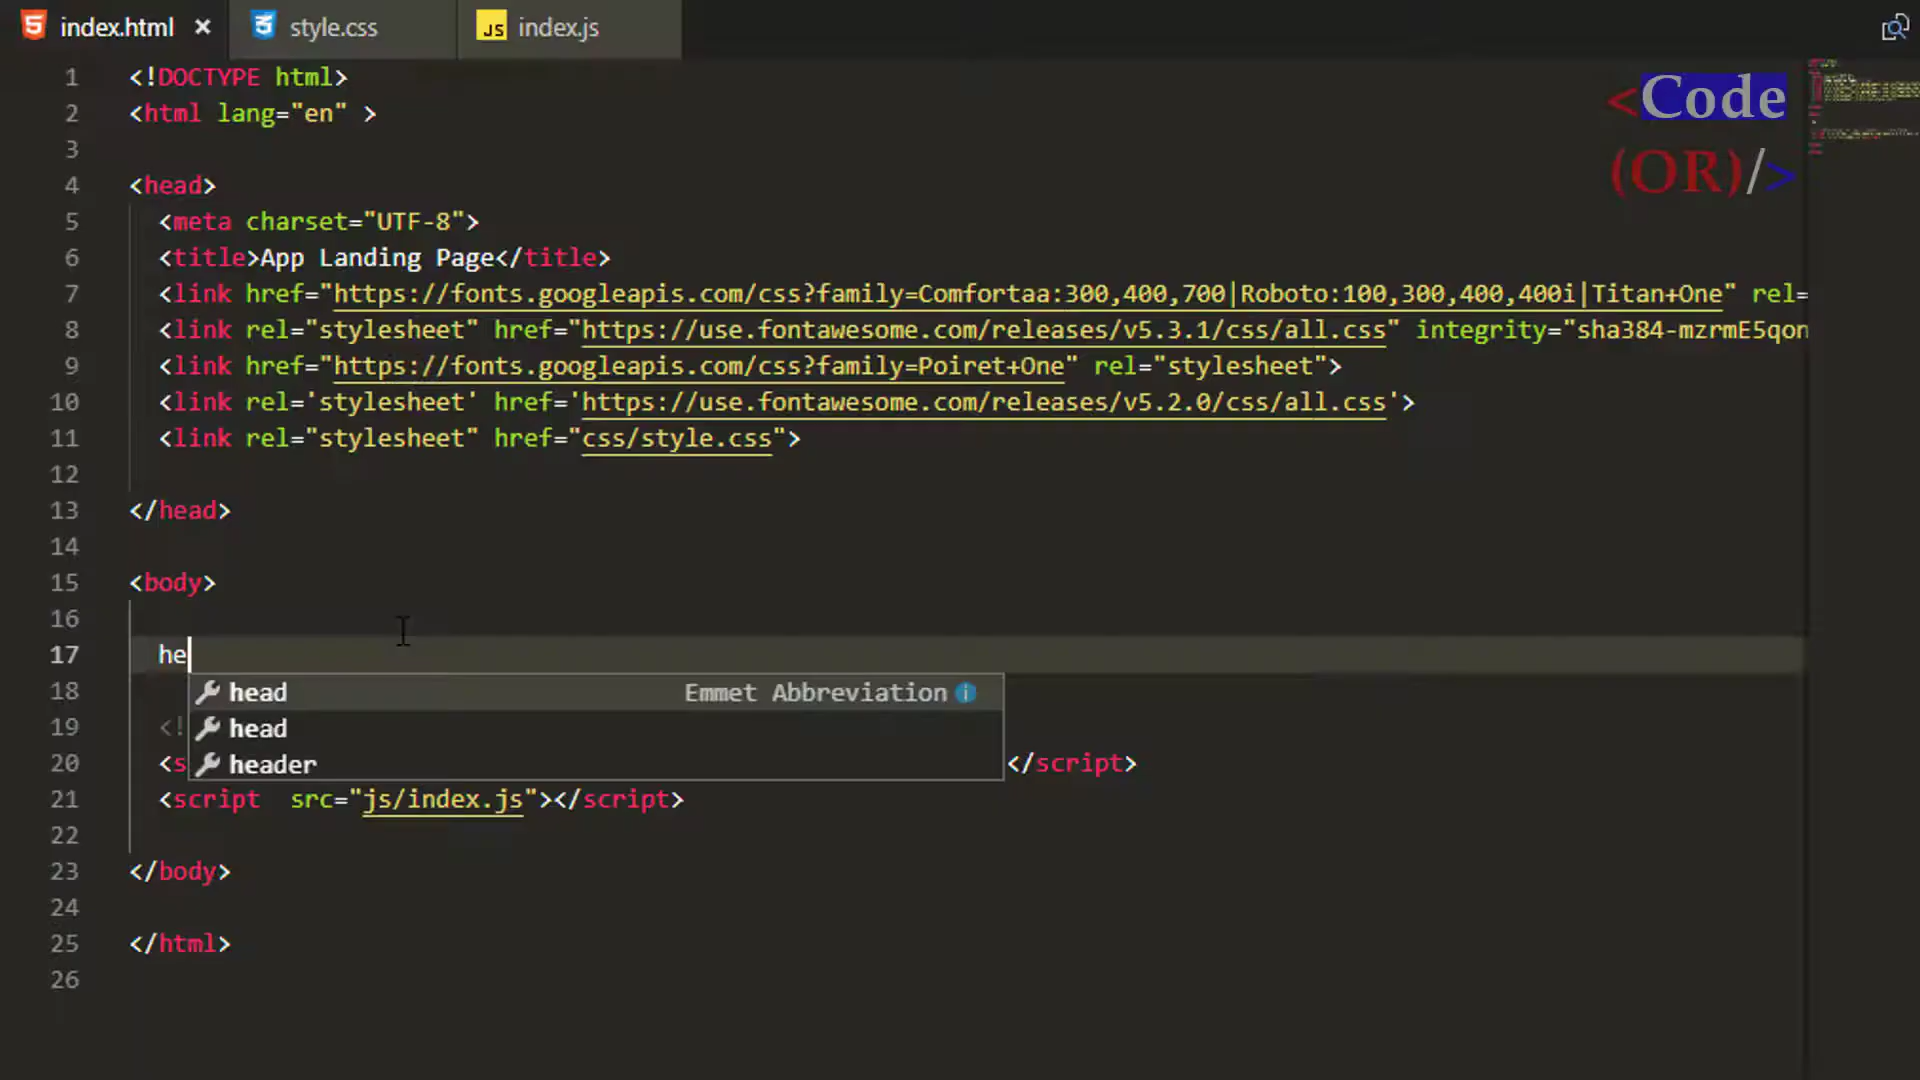 index.html × style.css JS index.js
<Code
(OR)/>
1 <!DOCTYPE html>
2 <html lang="en" >
3
4 <head>
5 <meta charset="UTF-8">
6 <title>App Landing Page</title>
7 <link href="https://fonts.googleapis.com/css?family=Comfortaa:300,400,700|Roboto:100,300,400,400i|Titan+One" rel=
8 <link rel="stylesheet" href="https://use.fontawesome.com/releases/v5.3.1/css/all.css" integrity="sha384-mzrmE5qon
9 <link href="https://fonts.googleapis.com/css?family=Poiret+One" rel="stylesheet">
10 <link rel='stylesheet' href='https://use.fontawesome.com/releases/v5.2.0/css/all.css'>
11 <link rel="stylesheet" href="css/style.css">
12
13 </head>
14
15 <body>
16
17 he
18 head Emmet Abbreviation
19 <! head
20 <s header </script>
21 <script  src="js/index.js"></script>
22
23 </body>
24
25 </html>
26